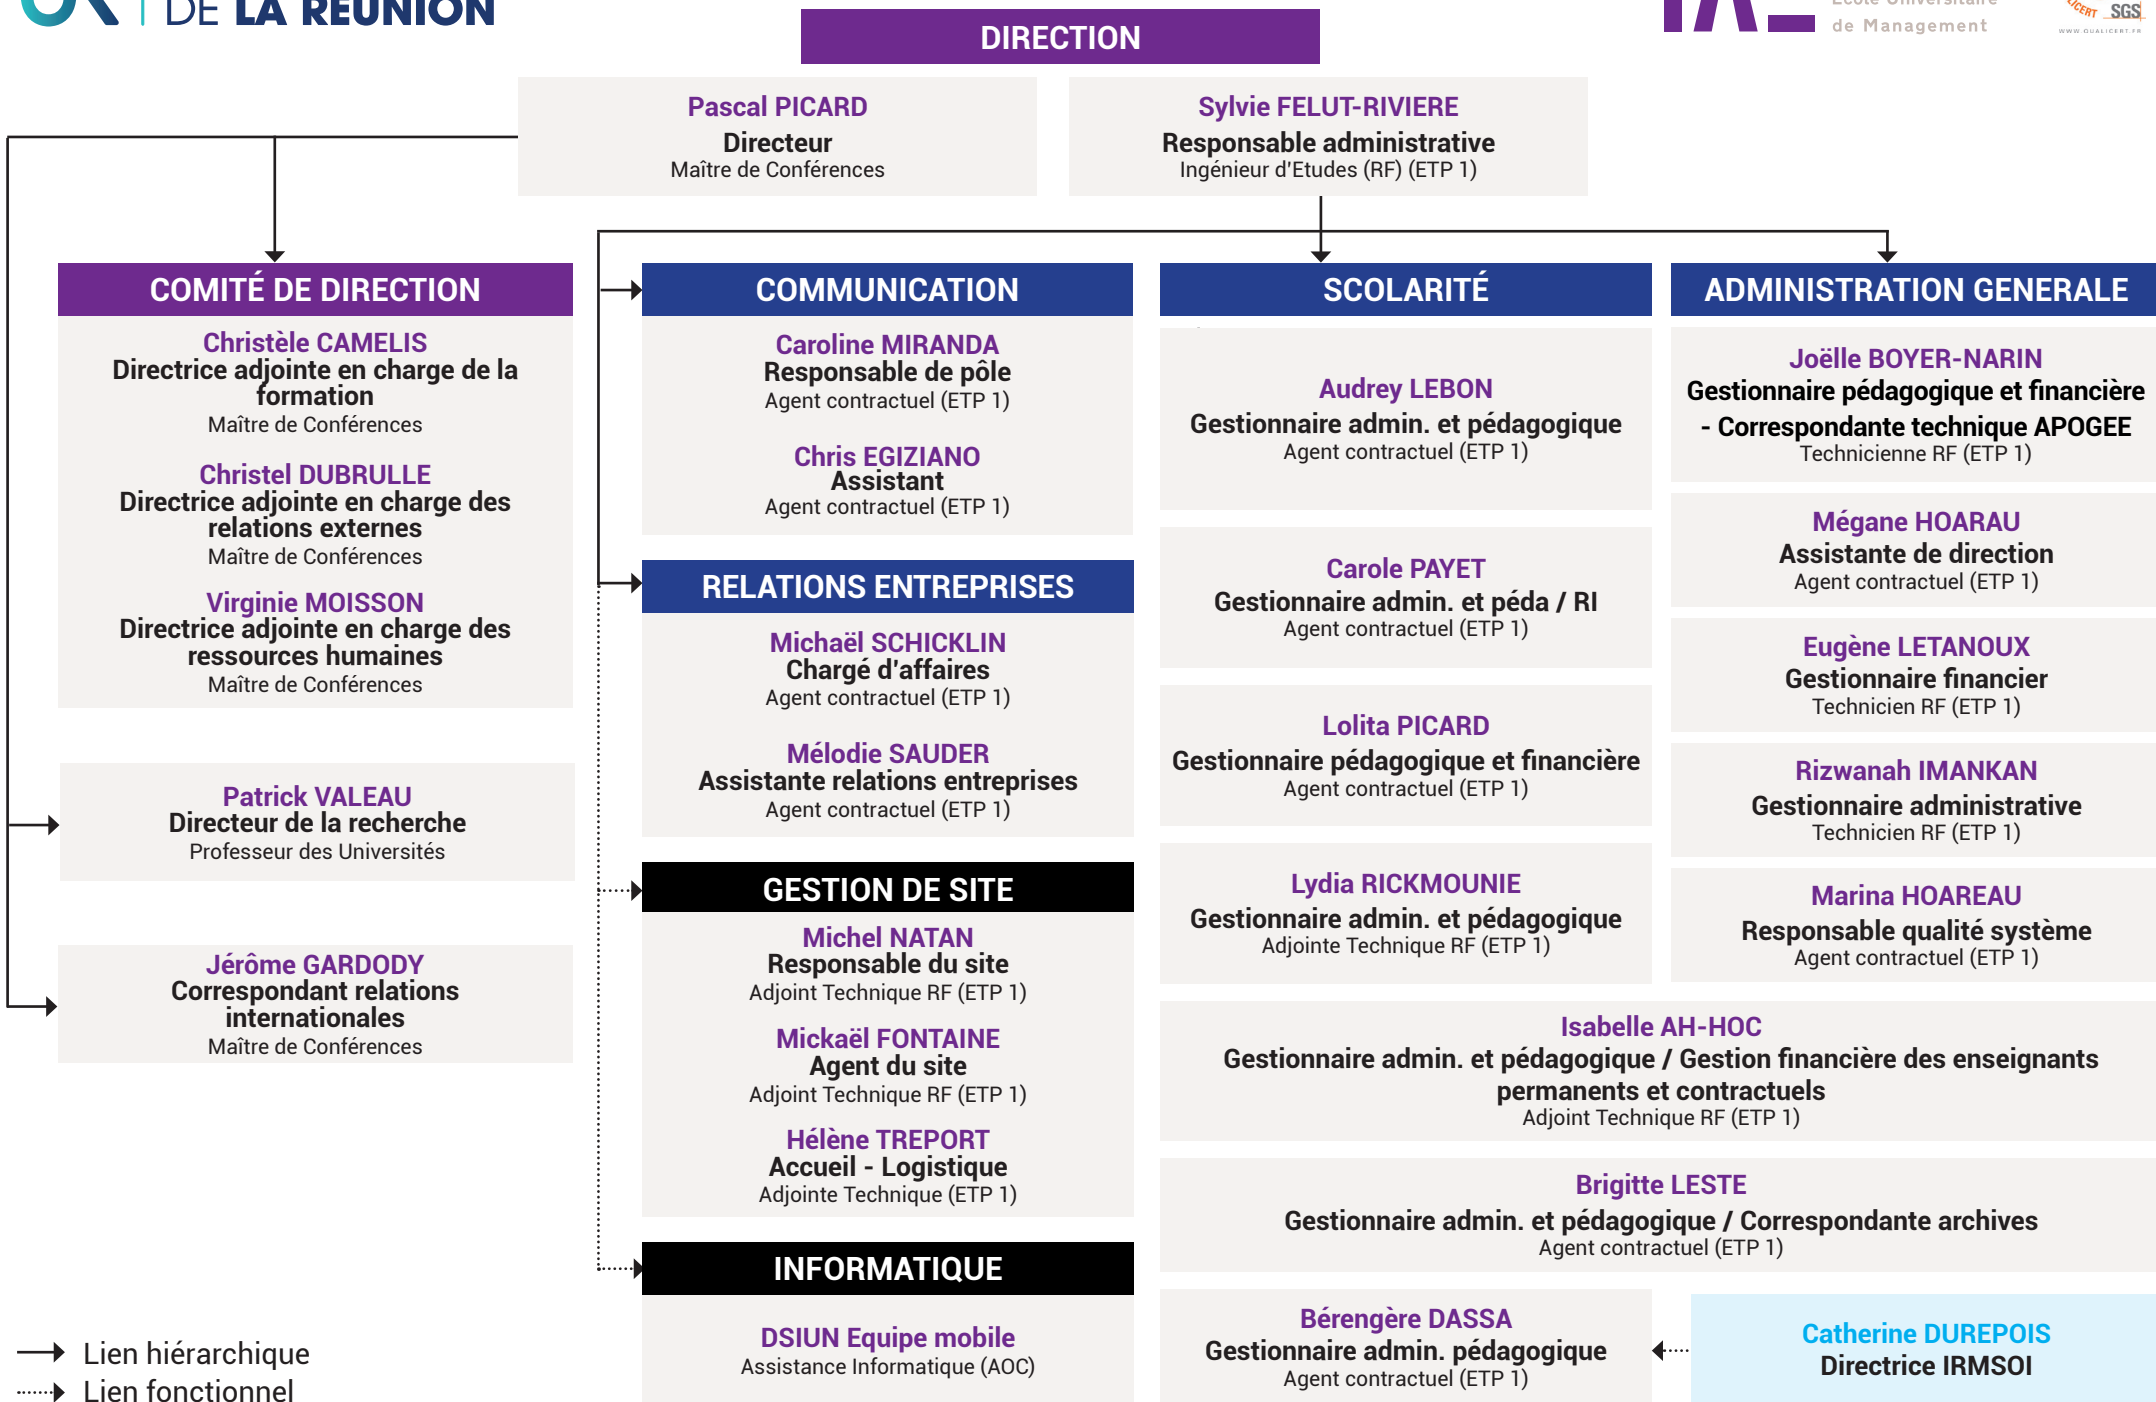 DE LA RÉUNION
École Universitaire
de Management
QUALICERT
SGS
WWW.QUALICERT.FR
DIRECTION
Pascal PICARD
Directeur
Maître de Conférences
Sylvie FELUT-RIVIERE
Responsable administrative
Ingénieur d'Etudes (RF) (ETP 1)
COMITÉ DE DIRECTION
Christèle CAMELIS
Directrice adjointe en charge de la
formation
Maître de Conférences
Christel DUBRULLE
Directrice adjointe en charge des
relations externes
Maître de Conférences
Virginie MOISSON
Directrice adjointe en charge des
ressources humaines
Maître de Conférences
Patrick VALEAU
Directeur de la recherche
Professeur des Universités
Jérôme GARDODY
Correspondant relations
internationales
Maître de Conférences
COMMUNICATION
Caroline MIRANDA
Responsable de pôle
Agent contractuel (ETP 1)
Chris EGIZIANO
Assistant
Agent contractuel (ETP 1)
RELATIONS ENTREPRISES
Michaël SCHICKLIN
Chargé d'affaires
Agent contractuel (ETP 1)
Mélodie SAUDER
Assistante relations entreprises
Agent contractuel (ETP 1)
GESTION DE SITE
Michel NATAN
Responsable du site
Adjoint Technique RF (ETP 1)
Mickaël FONTAINE
Agent du site
Adjoint Technique RF (ETP 1)
Hélène TREPORT
Accueil - Logistique
Adjointe Technique (ETP 1)
INFORMATIQUE
DSIUN Equipe mobile
Assistance Informatique (AOC)
SCOLARITÉ
Audrey LEBON
Gestionnaire admin. et pédagogique
Agent contractuel (ETP 1)
Carole PAYET
Gestionnaire admin. et péda / RI
Agent contractuel (ETP 1)
Lolita PICARD
Gestionnaire pédagogique et financière
Agent contractuel (ETP 1)
Lydia RICKMOUNIE
Gestionnaire admin. et pédagogique
Adjointe Technique RF (ETP 1)
ADMINISTRATION GENERALE
Joëlle BOYER-NARIN
Gestionnaire pédagogique et financière
- Correspondante technique APOGEE
Technicienne RF (ETP 1)
Mégane HOARAU
Assistante de direction
Agent contractuel (ETP 1)
Eugène LETANOUX
Gestionnaire financier
Technicien RF (ETP 1)
Rizwanah IMANKAN
Gestionnaire administrative
Technicien RF (ETP 1)
Marina HOAREAU
Responsable qualité système
Agent contractuel (ETP 1)
Isabelle AH-HOC
Gestionnaire admin. et pédagogique / Gestion financière des enseignants
permanents et contractuels
Adjoint Technique RF (ETP 1)
Brigitte LESTE
Gestionnaire admin. et pédagogique / Correspondante archives
Agent contractuel (ETP 1)
Bérengère DASSA
Gestionnaire admin. pédagogique
Agent contractuel (ETP 1)
Catherine DUREPOIS
Directrice IRMSOI
Lien hiérarchique
Lien fonctionnel